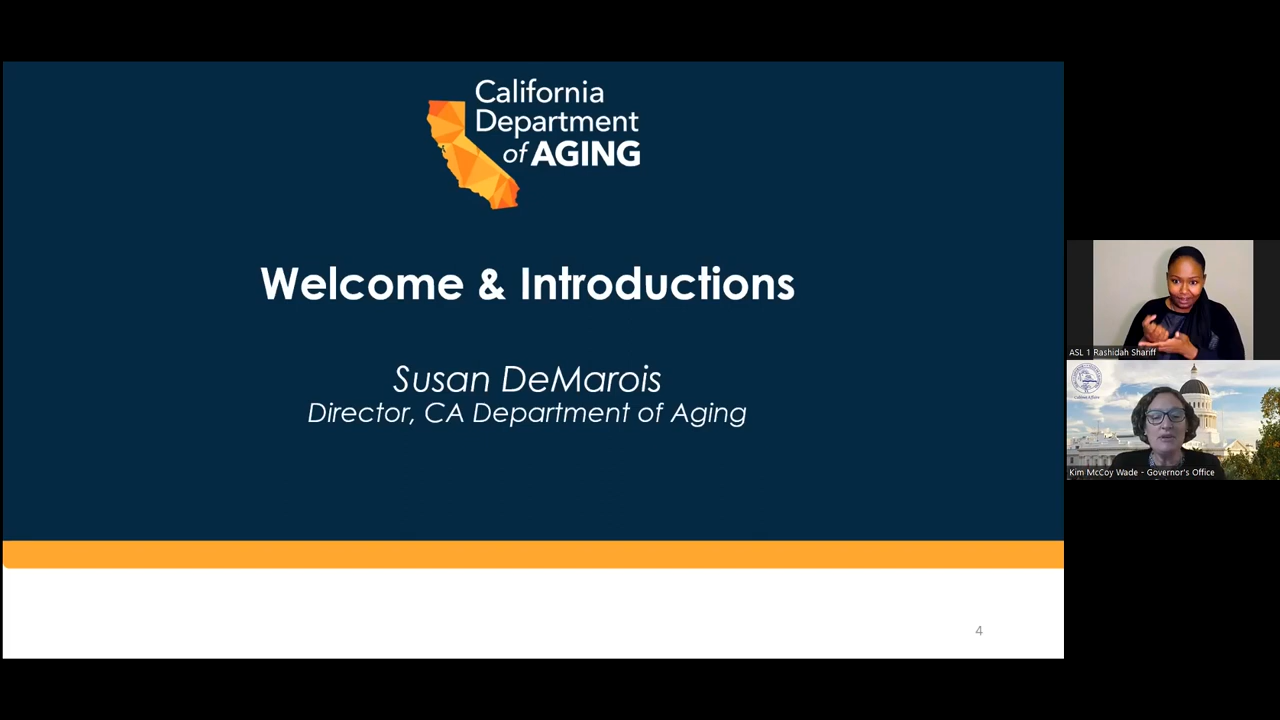 California
Department
of AGING
Welcome & Introductions
Susan DeMarois
Director, CA Department of Aging
4
ASL 1 Rashidah Shariff
Kim McCoy Wade - Governor's Office